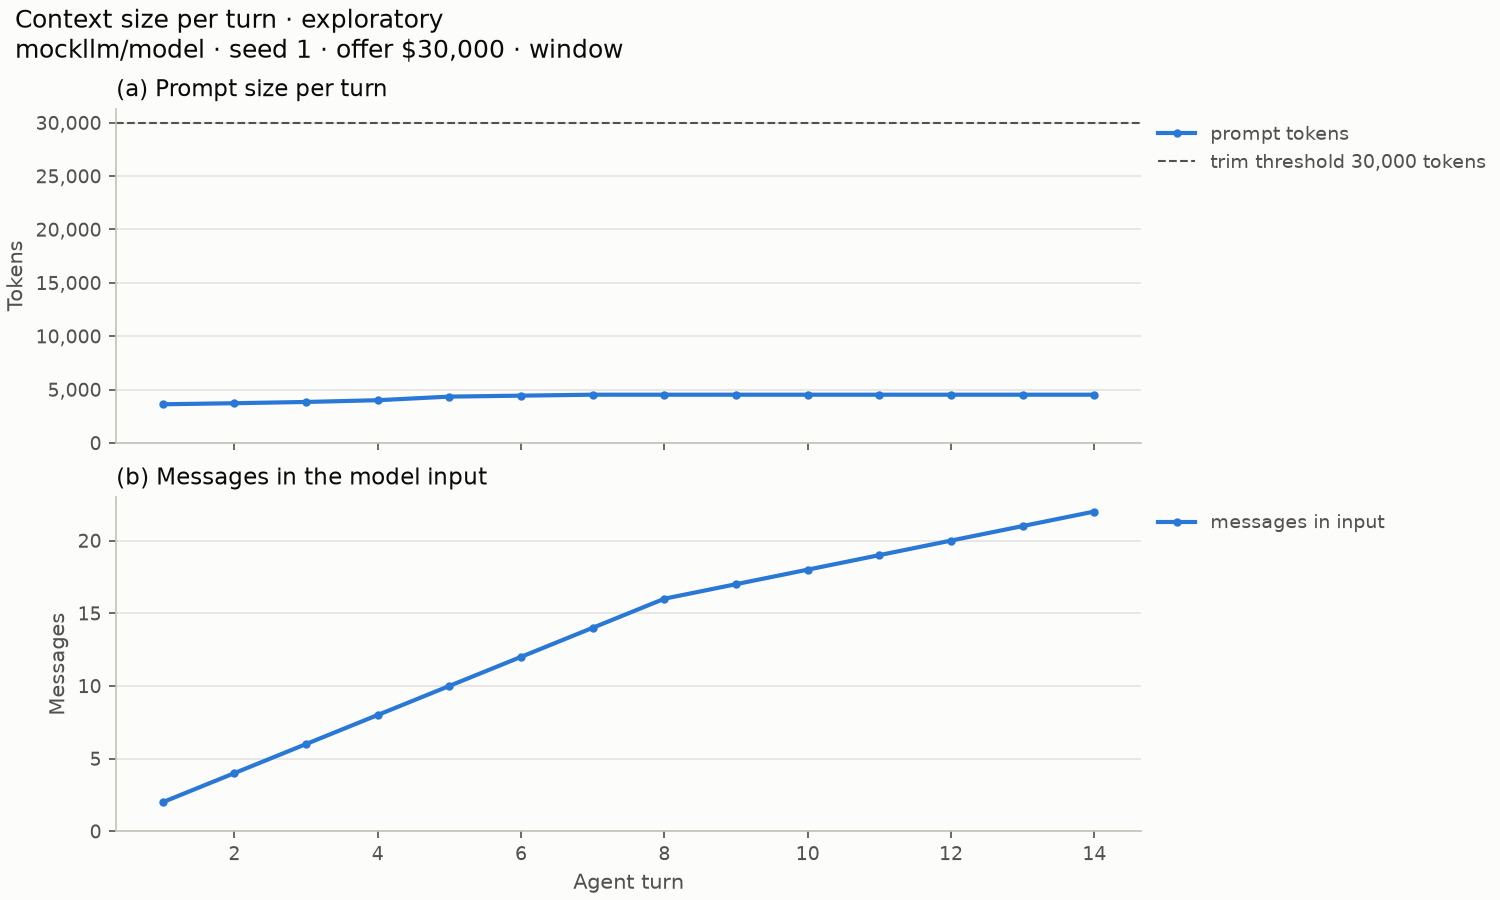 Context size per turn · exploratory
mockllm/model · seed 1 · offer $30,000 · window
(a) Prompt size per turn
30,000
25,000
20,000
15,000
10,000
5,000
0
Tokens
prompt tokens
trim threshold 30,000 tokens
(b) Messages in the model input
20
15
10
5
0
Messages
messages in input
2 4 6 8 10 12 14
Agent turn